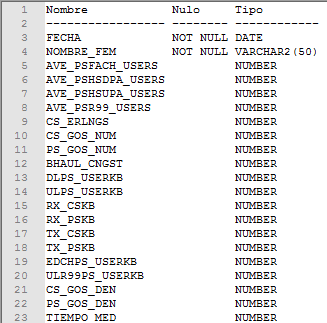 1 Nombre Nulo Tipo
2 ----------------- -------- ------------
3 FECHA NOT NULL DATE
4 NOMBRE_FEM NOT NULL VARCHAR2(50)
5 AVE_PSFACH_USERS NUMBER
6 AVE_PSHSDPA_USERS NUMBER
7 AVE_PSHSUPA_USERS NUMBER
8 AVE_PSR99_USERS NUMBER
9 CS_ERLNGS NUMBER
10 CS_GOS_NUM NUMBER
11 PS_GOS_NUM NUMBER
12 BHAUL_CNGST NUMBER
13 DLPS_USERKB NUMBER
14 ULPS_USERKB NUMBER
15 RX_CSKB NUMBER
16 RX_PSKB NUMBER
17 TX_CSKB NUMBER
18 TX_PSKB NUMBER
19 EDCHPS_USERKB NUMBER
20 ULR99PS_USERKB NUMBER
21 CS_GOS_DEN NUMBER
22 PS_GOS_DEN NUMBER
23 TIEMPO_MED NUMBER